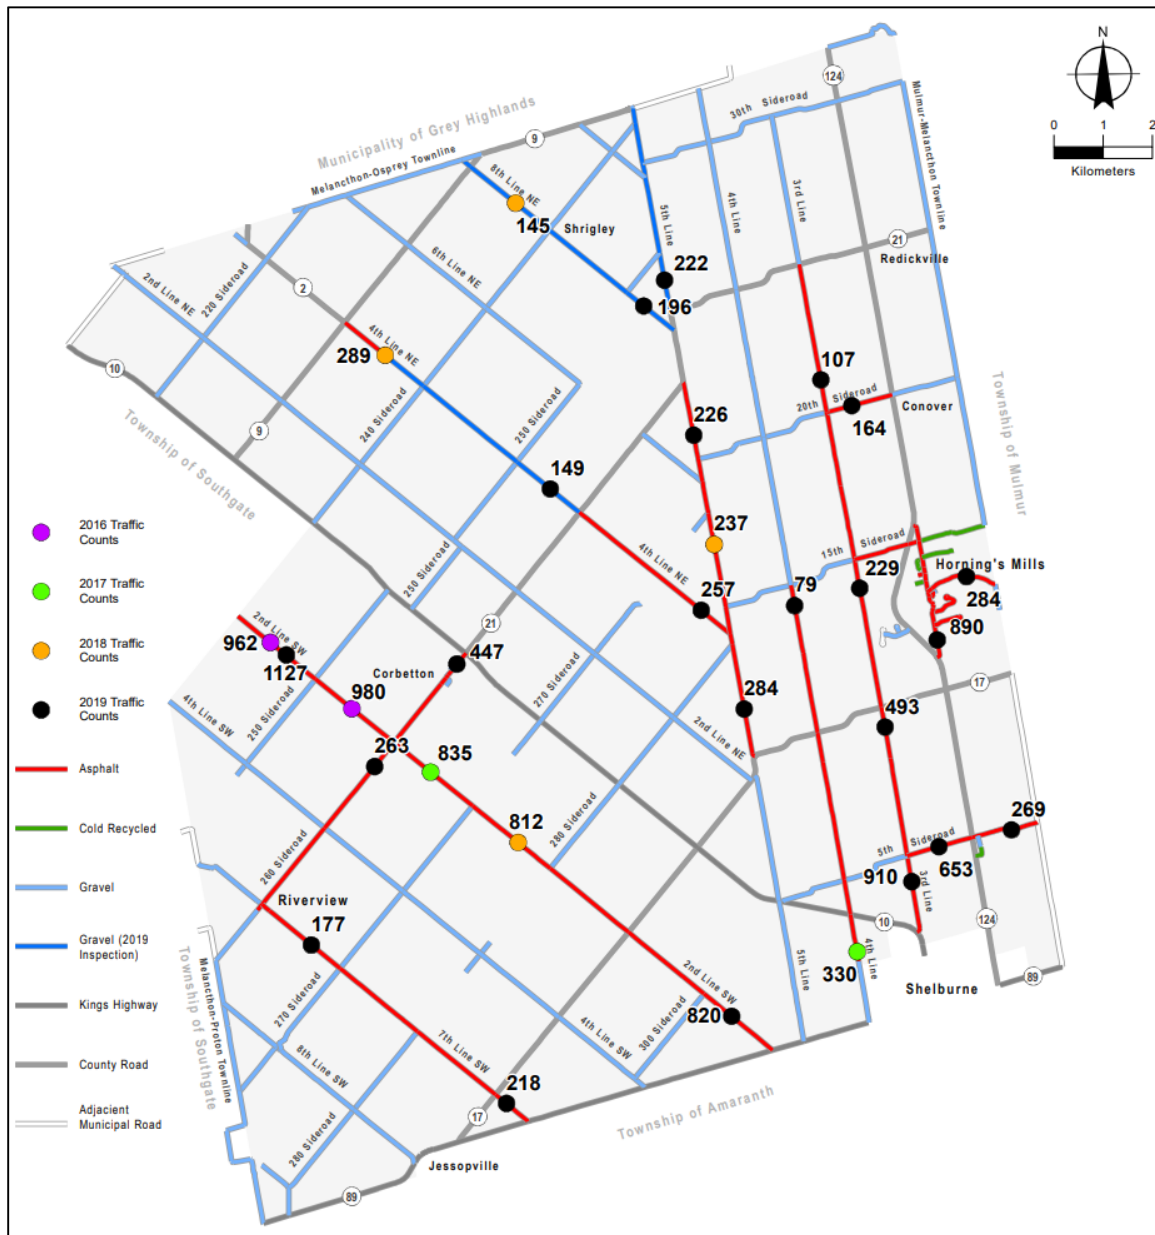 N
0 1 2
Kilometers
Municipality of Grey Highlands
9
124
30th Sideroad
Mulmur-Melancthon Townline
Melancthon-Osprey Townline
8th Line NE
145
Shrigley
5th Line
4th Line
3rd Line
21
Redickville
6th Line NE
222
196
2nd Line NE
220 Sideroad
2
4th Line NE
289
10
Township of Southgate
9
240 Sideroad
250 Sideroad
107
20th Sideroad
164
Conover
Township of Mulmur
226
149
237
15th Sideroad
Horning's Mills
4th Line NE
257
79
229
284
890
2016 Traffic
Counts
2017 Traffic
Counts
2018 Traffic
Counts
2019 Traffic
Counts
Asphalt
Cold Recycled
Gravel
Gravel (2019
Inspection)
Kings Highway
County Road
Adjacent
Municipal Road
250 Sideroad
21
2nd Line SW
962
1127
Corbetton
447
980
4th Line SW
250 Sideroad
263
835
270 Sideroad
2nd Line NE
284
493
17
812
280 Sideroad
260 Sideroad
Riverview
177
269
5th Sideroad
653
910
3rd Line
10
124
89
5th Line
4th Line
330
Shelburne
2nd Line SW
820
300 Sideroad
4th Line SW
270 Sideroad
Melancthon-Proton Townline
Township of Southgate
8th Line SW
7th Line SW
218
17
280 Sideroad
Jessopville
89
Township of Amaranth